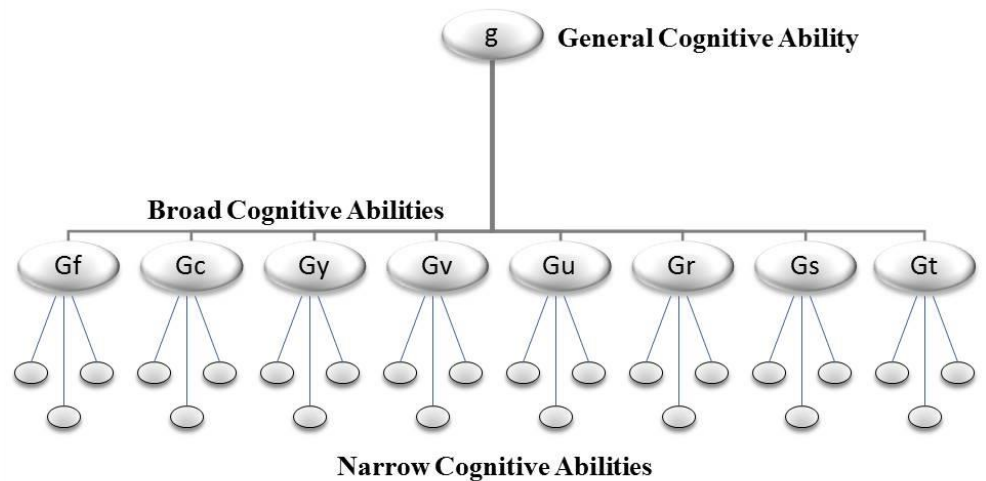 g
General Cognitive Ability
Broad Cognitive Abilities
Gf Gc Gy Gv Gu Gr Gs Gt
Narrow Cognitive Abilities